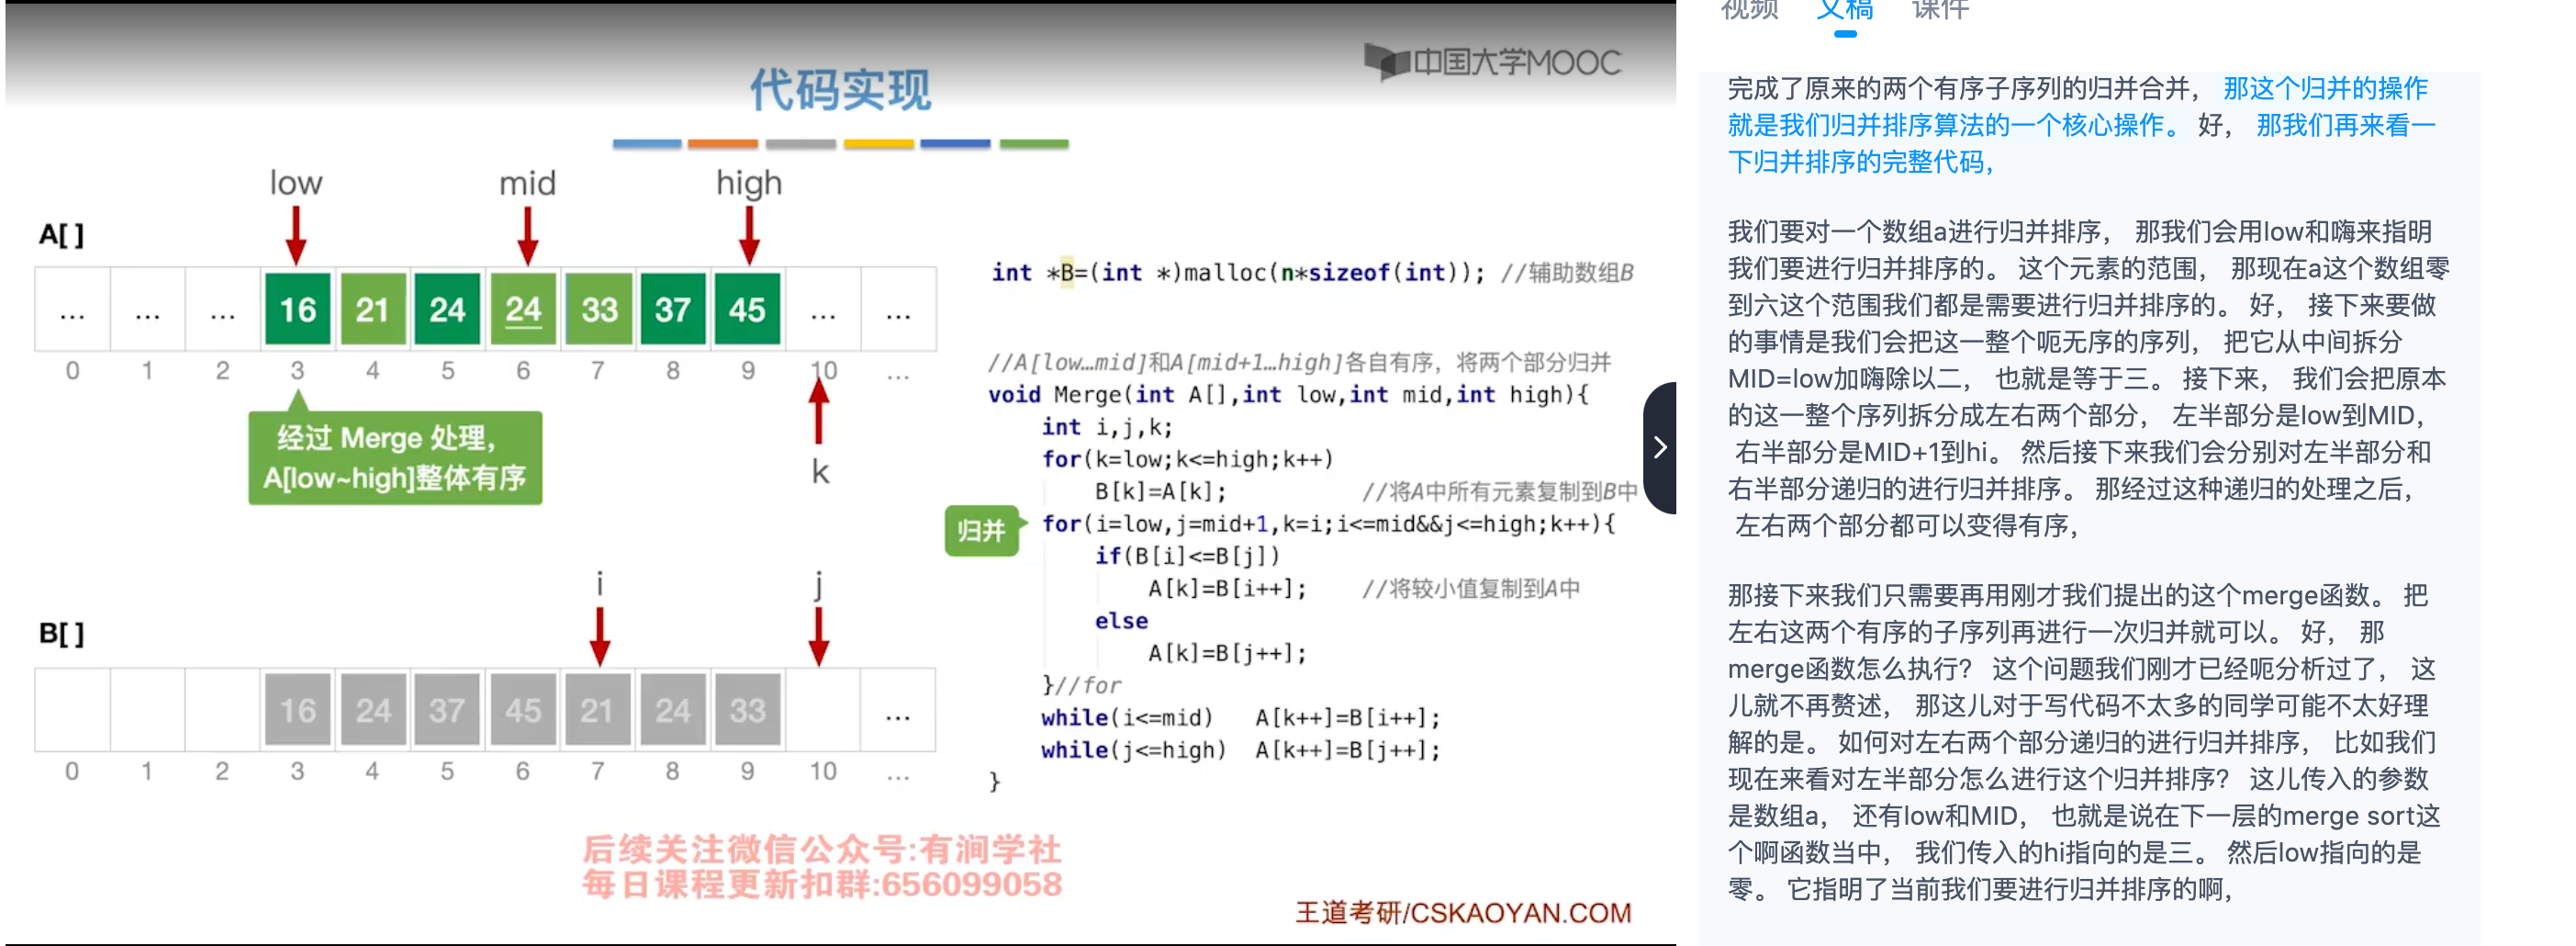 中国大学MOOC
代码实现
low mid high
A[ ]
... ... ... 16 21 24 24 33 37 45 ... ...
0 1 2 3 4 5 6 7 8 9 10 ...
经过 Merge 处理，
A[low~high]整体有序
k
i j
B[ ]
16 24 37 45 21 24 33 ...
0 1 2 3 4 5 6 7 8 9 10 ...
int *B=(int *)malloc(n*sizeof(int)); //辅助数组B
//A[low…mid]和A[mid+1…high]各自有序，将两个部分归并
void Merge(int A[],int low,int mid,int high){
int i,j,k;
for(k=low;k<=high;k++)
B[k]=A[k]; //将A中所有元素复制到B中
归并
for(i=low,j=mid+1,k=i;i<=mid&&j<=high;k++){
if(B[i]<=B[j])
A[k]=B[i++]; //将较小值复制到A中
else
A[k]=B[j++];
}//for
while(i<=mid) A[k++]=B[i++];
while(j<=high) A[k++]=B[j++];
}
后续关注微信公众号:有涧学社
每日课程更新扣群:656099058
王道考研/CSKAOYAN.COM
视频 文稿 课件
完成了原来的两个有序子序列的归并合并， 那这个归并的操作
就是我们归并排序算法的一个核心操作。 好， 那我们再来看一
下归并排序的完整代码，
我们要对一个数组a进行归并排序， 那我们会用low和嗨来指明
我们要进行归并排序的。 这个元素的范围， 那现在a这个数组零
到六这个范围我们都是需要进行归并排序的。 好， 接下来要做
的事情是我们会把这一整个呃无序的序列， 把它从中间拆分
MID=low加嗨除以二， 也就是等于三。 接下来， 我们会把原本
的这一整个序列拆分成左右两个部分， 左半部分是low到MID，
右半部分是MID+1到hi。 然后接下来我们会分别对左半部分和
右半部分递归的进行归并排序。 那经过这种递归的处理之后，
左右两个部分都可以变得有序，
那接下来我们只需要再用刚才我们提出的这个merge函数。 把
左右这两个有序的子序列再进行一次归并就可以。 好， 那
merge函数怎么执行？ 这个问题我们刚才已经呃分析过了， 这
儿就不再赘述， 那这儿对于写代码不太多的同学可能不太好理
解的是。 如何对左右两个部分递归的进行归并排序， 比如我们
现在来看对左半部分怎么进行这个归并排序？ 这儿传入的参数
是数组a， 还有low和MID， 也就是说在下一层的merge sort这
个啊函数当中， 我们传入的hi指向的是三。 然后low指向的是
零。 它指明了当前我们要进行归并排序的啊，